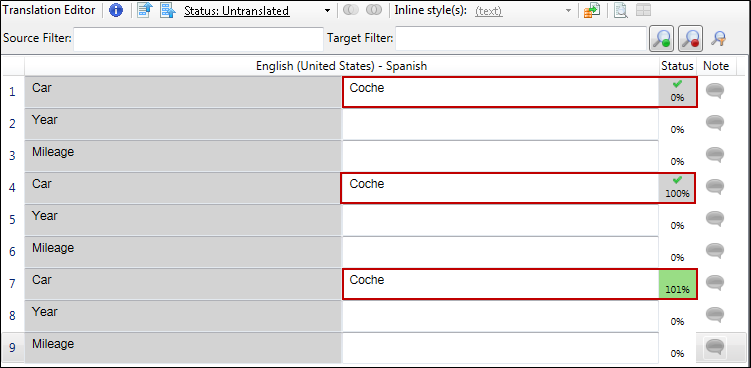 Translation Editor Status: Untranslated Inline style(s): (text)
Source Filter: Target Filter:
English (United States) - Spanish Status Note
1 Car Coche 0%
2 Year 0%
3 Mileage 0%
4 Car Coche 100%
5 Year 0%
6 Mileage 0%
7 Car Coche 101%
8 Year 0%
9 Mileage 0%